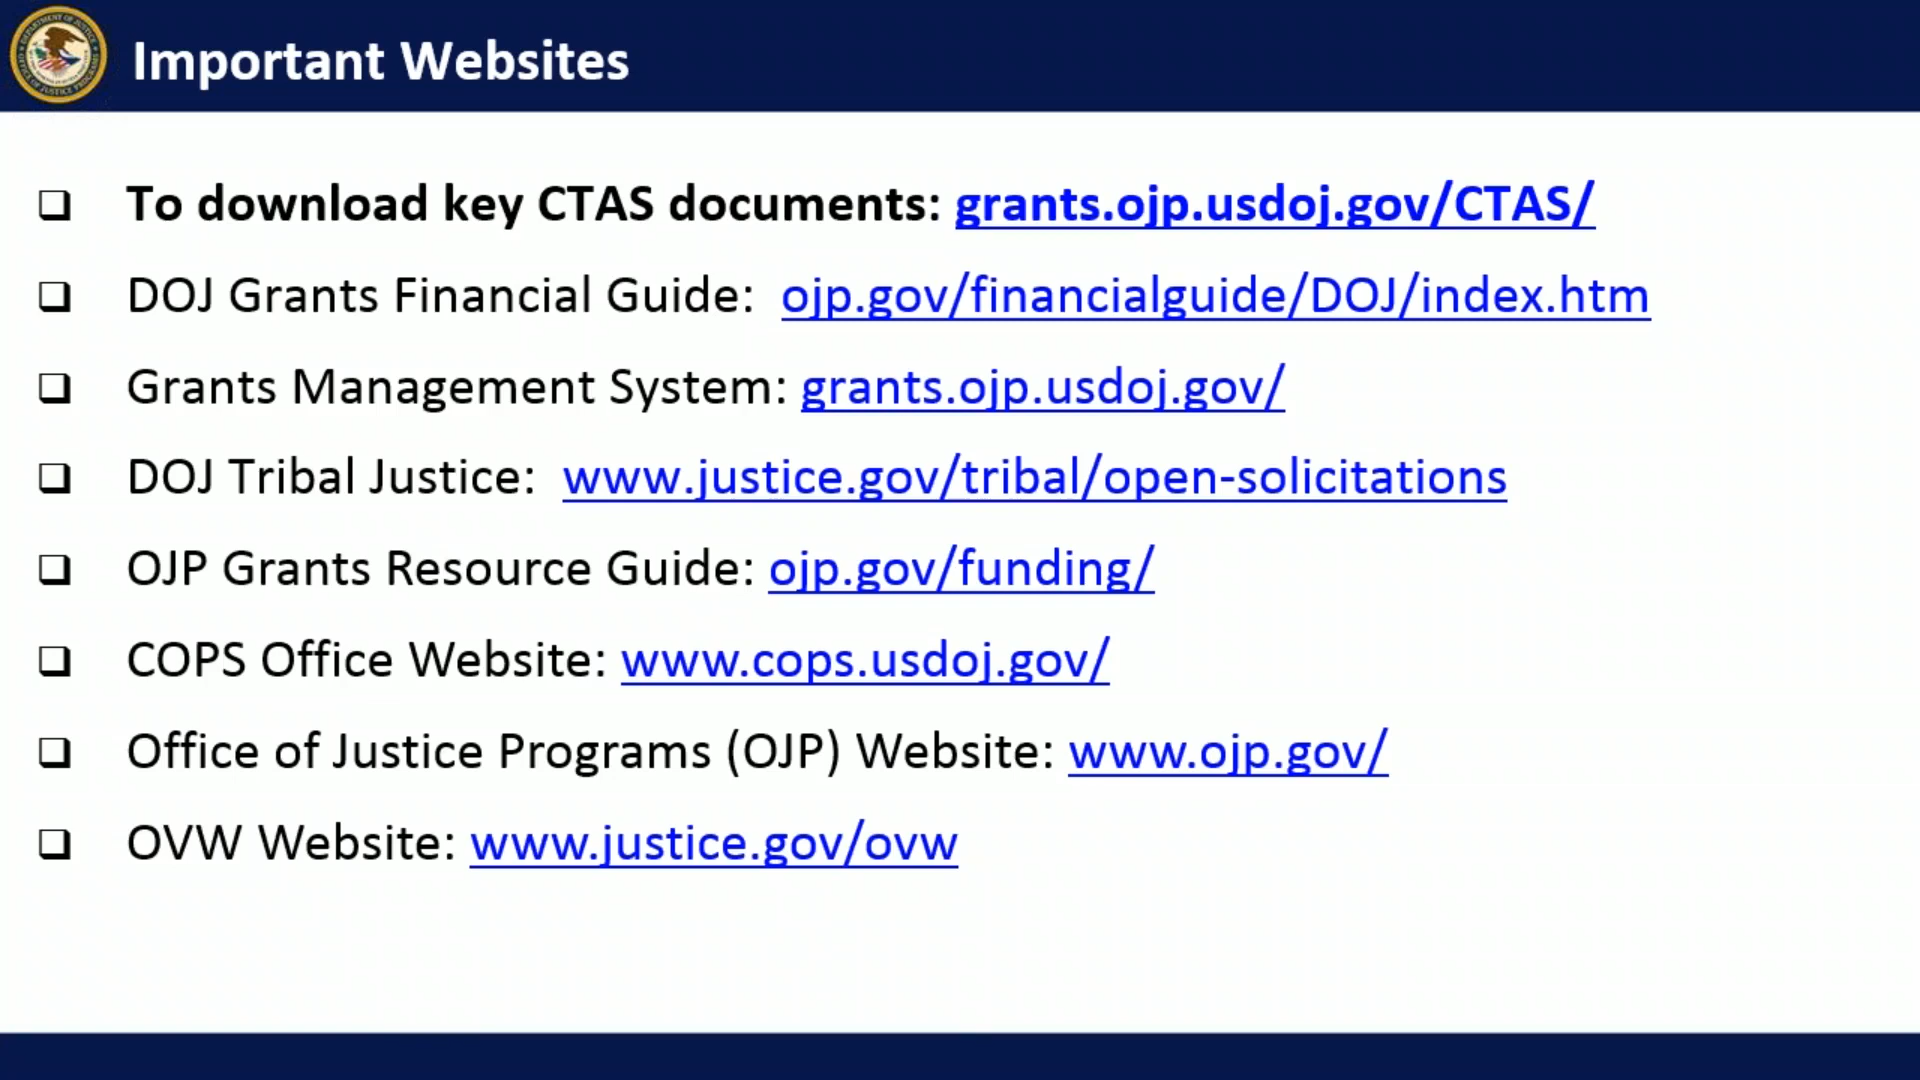 Important Websites
To download key CTAS documents: grants.ojp.usdoj.gov/CTAS/
DOJ Grants Financial Guide: ojp.gov/financialguide/DOJ/index.htm
Grants Management System: grants.ojp.usdoj.gov/
DOJ Tribal Justice: www.justice.gov/tribal/open-solicitations
OJP Grants Resource Guide: ojp.gov/funding/
COPS Office Website: www.cops.usdoj.gov/
Office of Justice Programs (OJP) Website: www.ojp.gov/
OVW Website: www.justice.gov/ovw